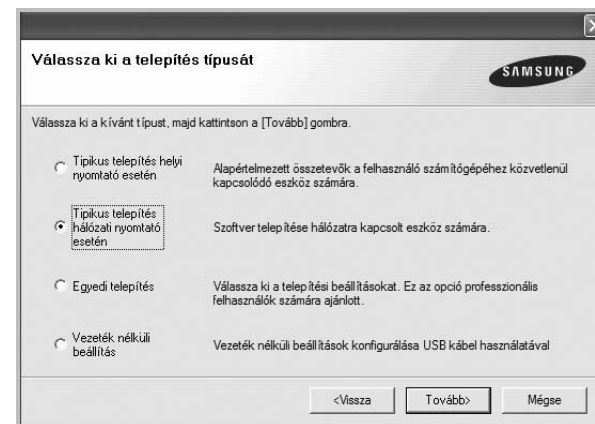 Válassza ki a telepítés típusát
SAMSUNG
Válassza ki a kívánt típust, majd kattintson a [Tovább] gombra.
Tipikus telepítés helyi
nyomtató esetén
Alapértelmezett összetevők a felhasználó számítógépéhez közvetlenül
kapcsolódó eszköz számára.
Tipikus telepítés
hálózati nyomtató
esetén
Szoftver telepítése hálózatra kapcsolt eszköz számára.
Egyedi telepítés
Válassza ki a telepítési beállításokat. Ez az opció professzionális
felhasználók számára ajánlott.
Vezeték nélküli
beállítás
Vezeték nélküli beállítások konfigurálása USB kábel használatával
<Vissza Tovább> Mégse